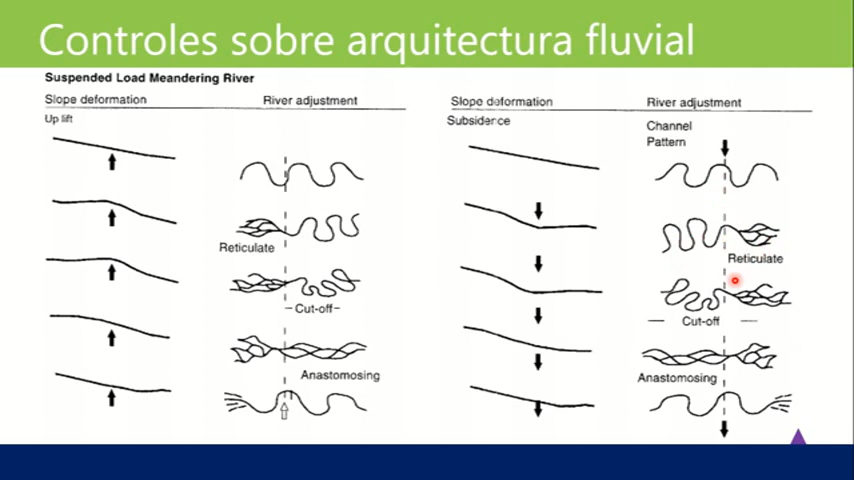 Controles sobre arquitectura fluvial
Suspended Load Meandering River
Slope deformation
River adjustment
Up lift
Reticulate
Cut-off
Anastomosing
Slope deformation
River adjustment
Subsidence
Channel
Pattern
Reticulate
Cut-off
Anastomosing